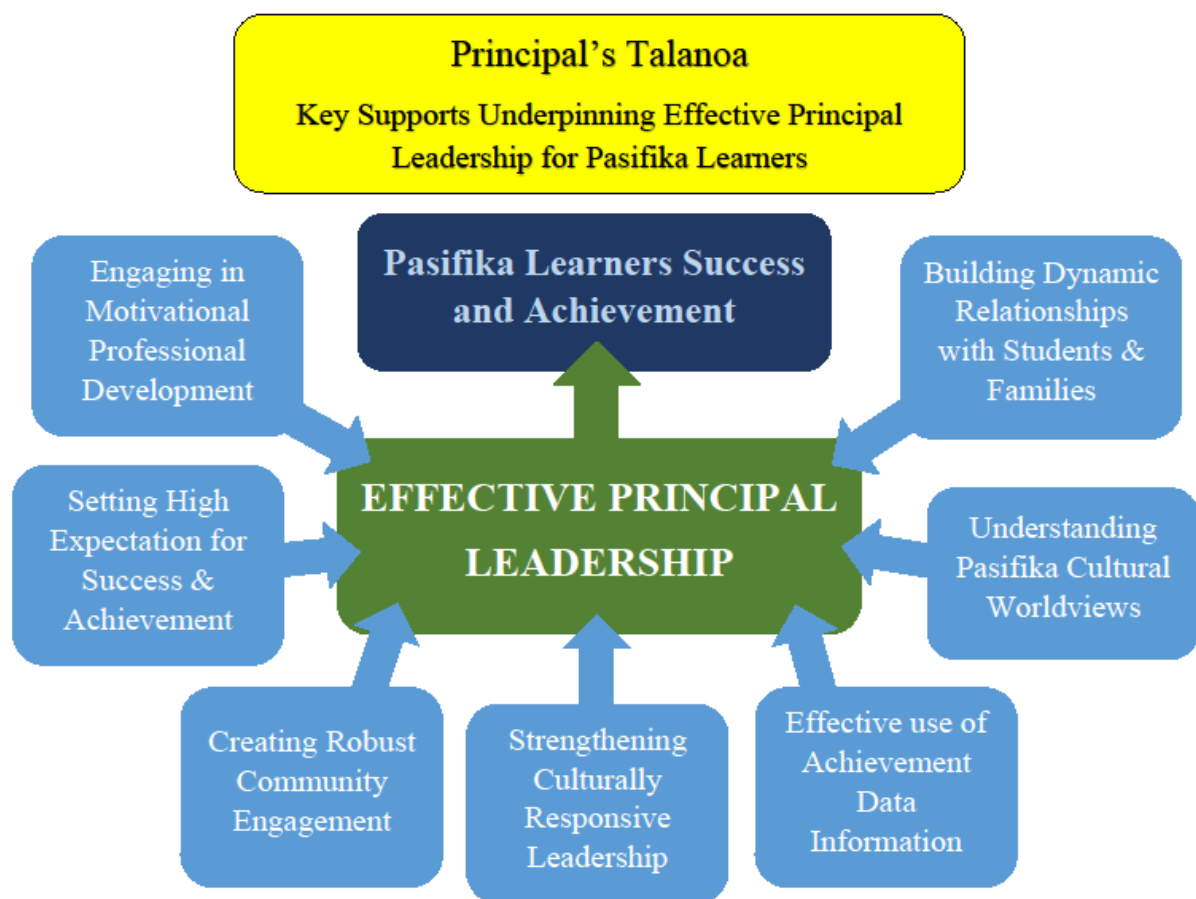 Principal's Talanoa
Key Supports Underpinning Effective Principal
Leadership for Pasifika Learners
Pasifika Learners Success
and Achievement
Engaging in
Motivational
Professional
Development
Building Dynamic
Relationships
with Students &
Families
EFFECTIVE PRINCIPAL
LEADERSHIP
Setting High
Expectation for
Success &
Achievement
Understanding
Pasifika Cultural
Worldviews
Creating Robust
Community
Engagement
Strengthening
Culturally
Responsive
Leadership
Effective use of
Achievement
Data
Information